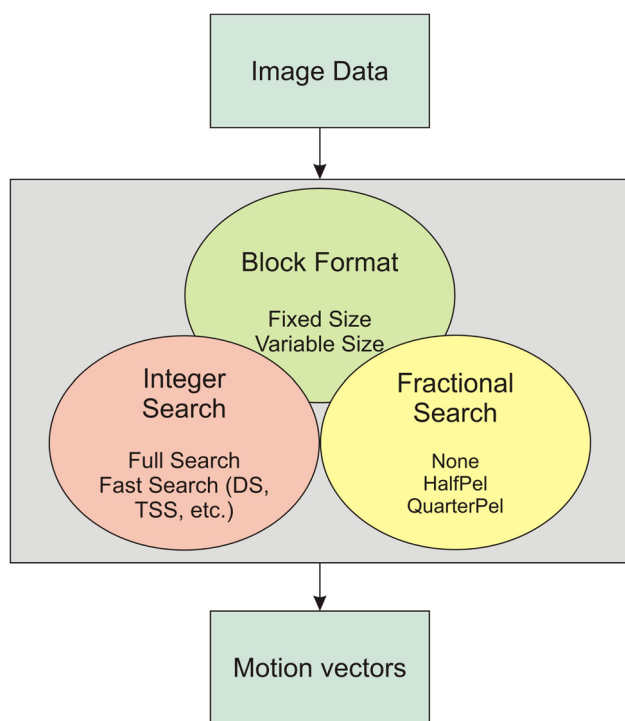 Image Data
Block Format
Fixed Size
Variable Size
Integer
Search
Full Search
Fast Search (DS,
TSS, etc.)
Fractional
Search
None
HalfPel
QuarterPel
Motion vectors